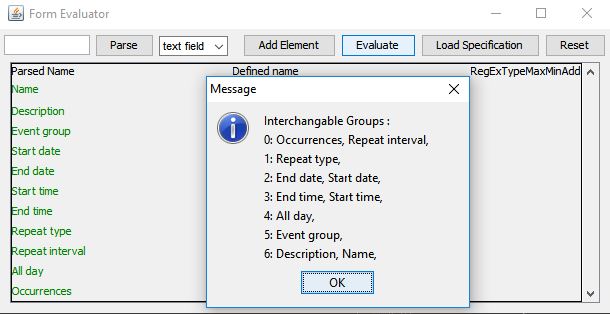 Form Evaluator
Parse
text field
Add Element
Evaluate
Load Specification
Reset
Parsed Name Defined name RegExTypeMaxMinAdd
Name
Description
Event group
Start date
End date
Start time
End time
Repeat type
Repeat interval
All day
Occurrences
Message
Interchangable Groups :
0: Occurrences, Repeat interval,
1: Repeat type,
2: End date, Start date,
3: End time, Start time,
4: All day,
5: Event group,
6: Description, Name,
OK